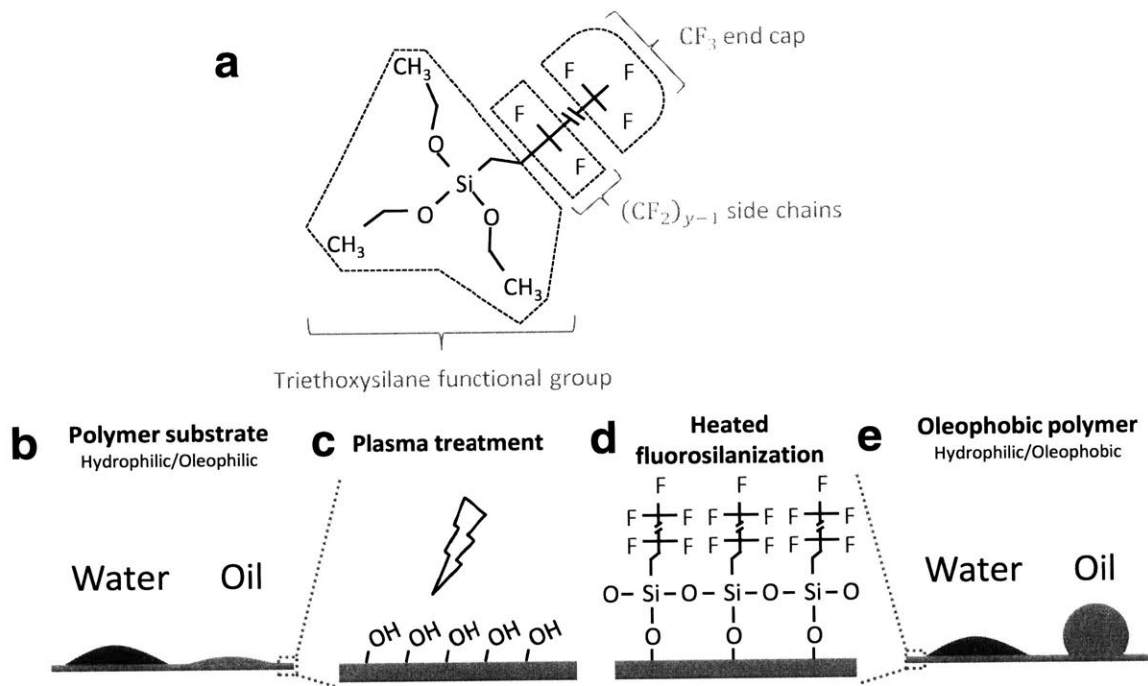 a
CF₃ end cap
F
F
F
F
F
CH₃
O
Si
O
O
CH₃
CH₃
(CF₂)y−1 side chains
Triethoxysilane functional group
b
Polymer substrate
Hydrophilic/Oleophilic
Water
Oil
c
Plasma treatment
OH OH OH OH OH
d
Heated
fluorosilanization
F F F
F F F F F F
F F F F F F
O Si O Si O Si O
O O O
e
Oleophobic polymer
Hydrophilic/Oleophobic
Water
Oil